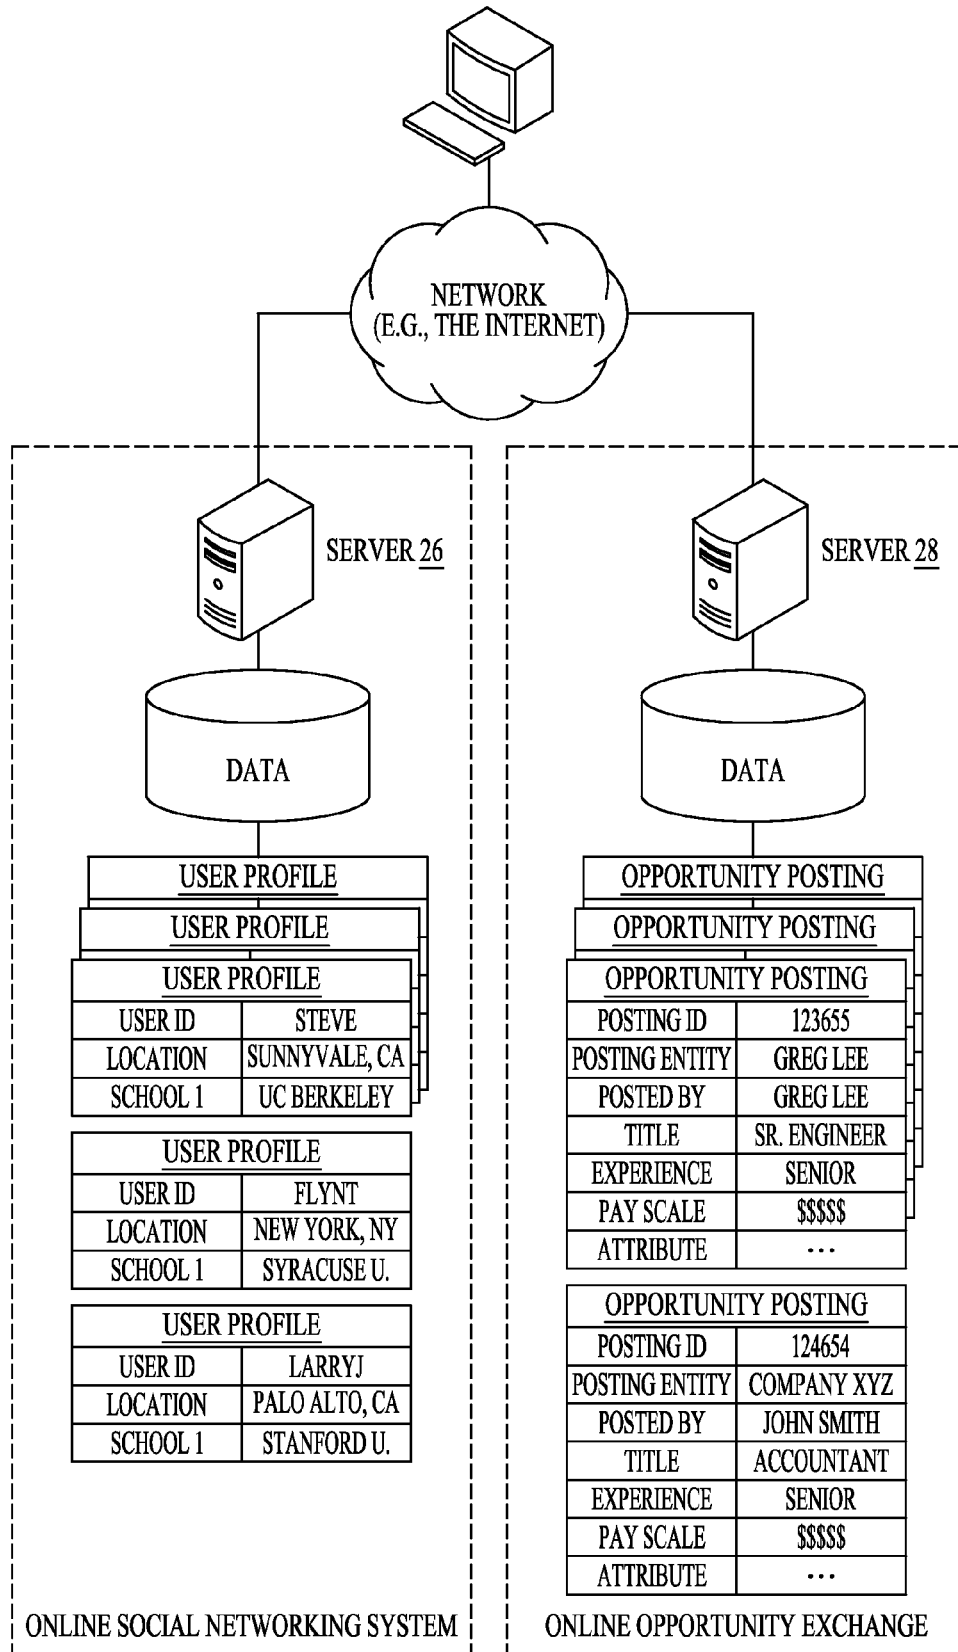 NETWORK
(E.G., THE INTERNET)
SERVER 26
DATA
USER PROFILE
USER PROFILE
USER PROFILE
USER ID STEVE
LOCATION SUNNYVALE, CA
SCHOOL 1 UC BERKELEY
USER PROFILE
USER ID FLYNT
LOCATION NEW YORK, NY
SCHOOL 1 SYRACUSE U.
USER PROFILE
USER ID LARRYJ
LOCATION PALO ALTO, CA
SCHOOL 1 STANFORD U.
ONLINE SOCIAL NETWORKING SYSTEM
SERVER 28
DATA
OPPORTUNITY POSTING
OPPORTUNITY POSTING
OPPORTUNITY POSTING
POSTING ID 123655
POSTING ENTITY GREG LEE
POSTED BY GREG LEE
TITLE SR. ENGINEER
EXPERIENCE SENIOR
PAY SCALE $$$$$
ATTRIBUTE ...
OPPORTUNITY POSTING
POSTING ID 124654
POSTING ENTITY COMPANY XYZ
POSTED BY JOHN SMITH
TITLE ACCOUNTANT
EXPERIENCE SENIOR
PAY SCALE $$$$$
ATTRIBUTE ...
ONLINE OPPORTUNITY EXCHANGE